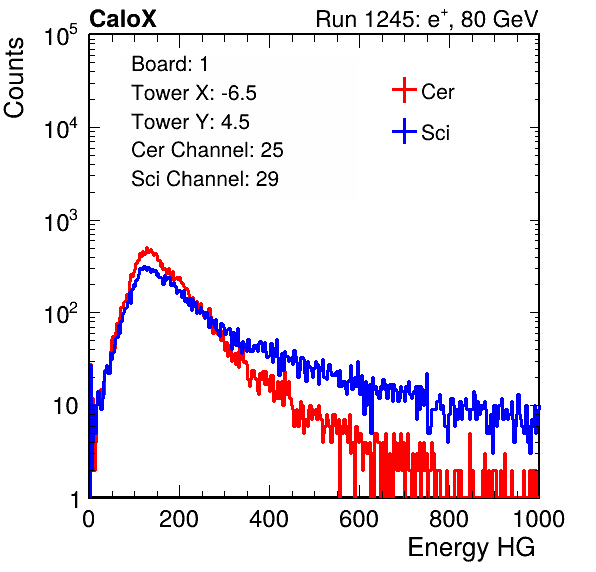 CaloX Run 1245: e⁺, 80 GeV
Counts
10⁵
10⁴
10³
10²
10
1
Board: 1
Tower X: -6.5
Tower Y: 4.5
Cer Channel: 25
Sci Channel: 29
Cer
Sci
0 200 400 600 800 1000
Energy HG